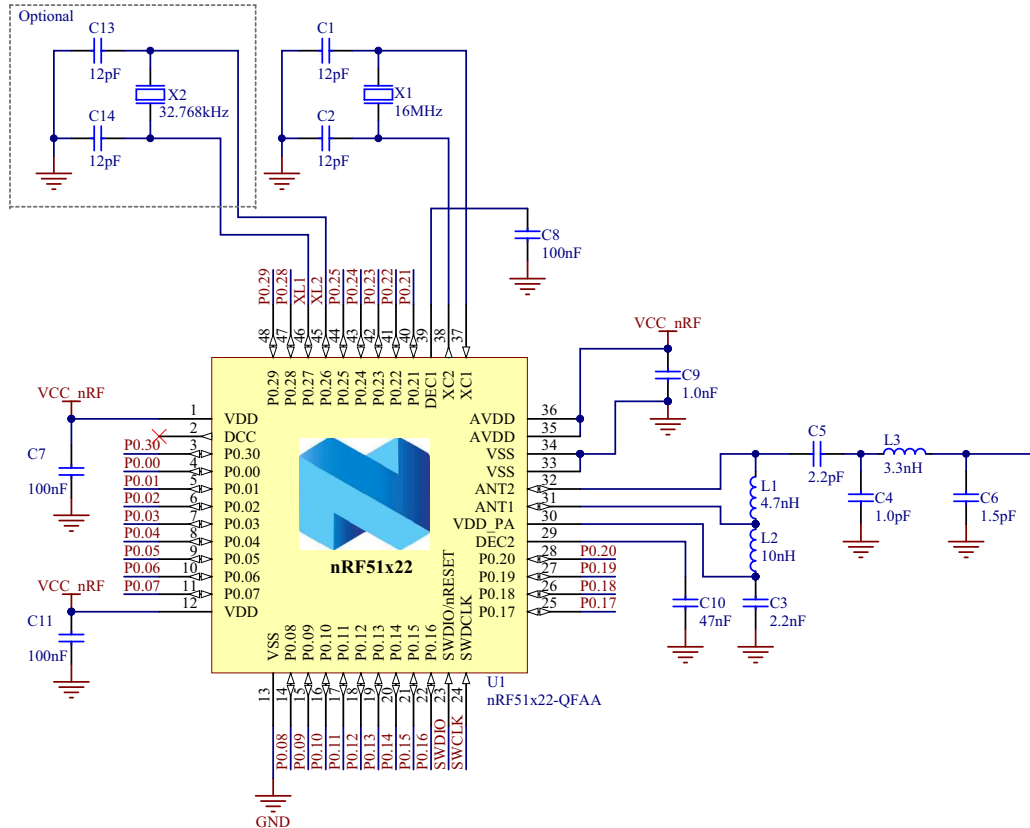 Optional
C13
12pF
X2
32.768kHz
C14
12pF
C1
12pF
X1
16MHz
C2
12pF
C8
100nF
P0.29
P0.28
XL1
XL2
P0.25
P0.24
P0.23
P0.22
P0.21
48
47
46
45
44
43
42
41
40
39
38
37
P0.29
P0.28
P0.27
P0.26
P0.25
P0.24
P0.23
P0.22
P0.21
DEC1
XC2
XC1
VCC_nRF
C9
1.0nF
VCC_nRF
C7
100nF
1 VDD
2 DCC
P0.30 3 P0.30
P0.00 4 P0.00
P0.01 5 P0.01
P0.02 6 P0.02
P0.03 7 P0.03
P0.04 8 P0.04
P0.05 9 P0.05
P0.06 10 P0.06
P0.07 11 P0.07
12 VDD
VCC_nRF
C11
100nF
nRF51x22
AVDD 36
AVDD 35
VSS 34
VSS 33
ANT2 32
ANT1 31
VDD_PA 30
DEC2 29
P0.20 28 P0.20
P0.19 27 P0.19
P0.18 26 P0.18
P0.17 25 P0.17
C5
2.2pF
L3
3.3nH
L1
4.7nH
C4
1.0pF
C6
1.5pF
L2
10nH
C10
47nF
C3
2.2nF
VSS
P0.08
P0.09
P0.10
P0.11
P0.12
P0.13
P0.14
P0.15
P0.16
SWDIO/nRESET
SWDCLK
U1
nRF51x22-QFAA
13
14
15
16
17
18
19
20
21
22
23
24
P0.08
P0.09
P0.10
P0.11
P0.12
P0.13
P0.14
P0.15
P0.16
SWDIO
SWCLK
GND